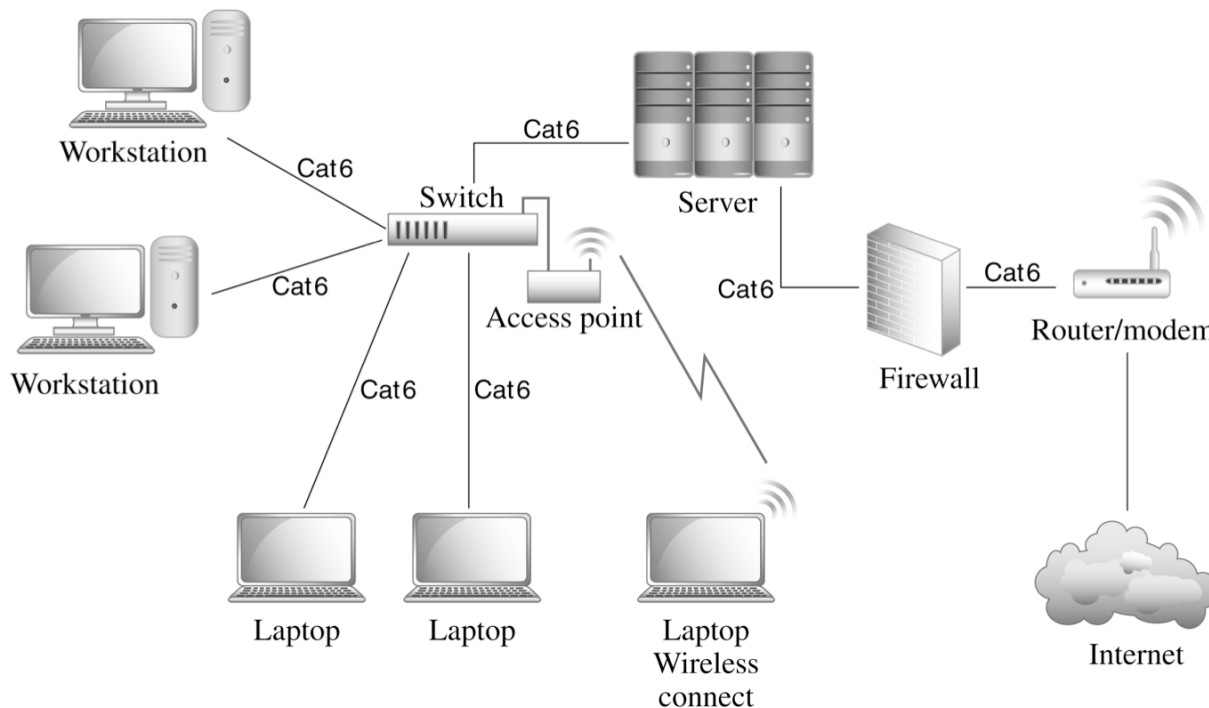 Workstation
Cat6
Cat6
Server
Switch
Cat6
Workstation
Access point
Cat6
Cat6
Firewall
Router/modem
Cat6
Cat6
Laptop
Laptop
Laptop
Wireless
connect
Internet